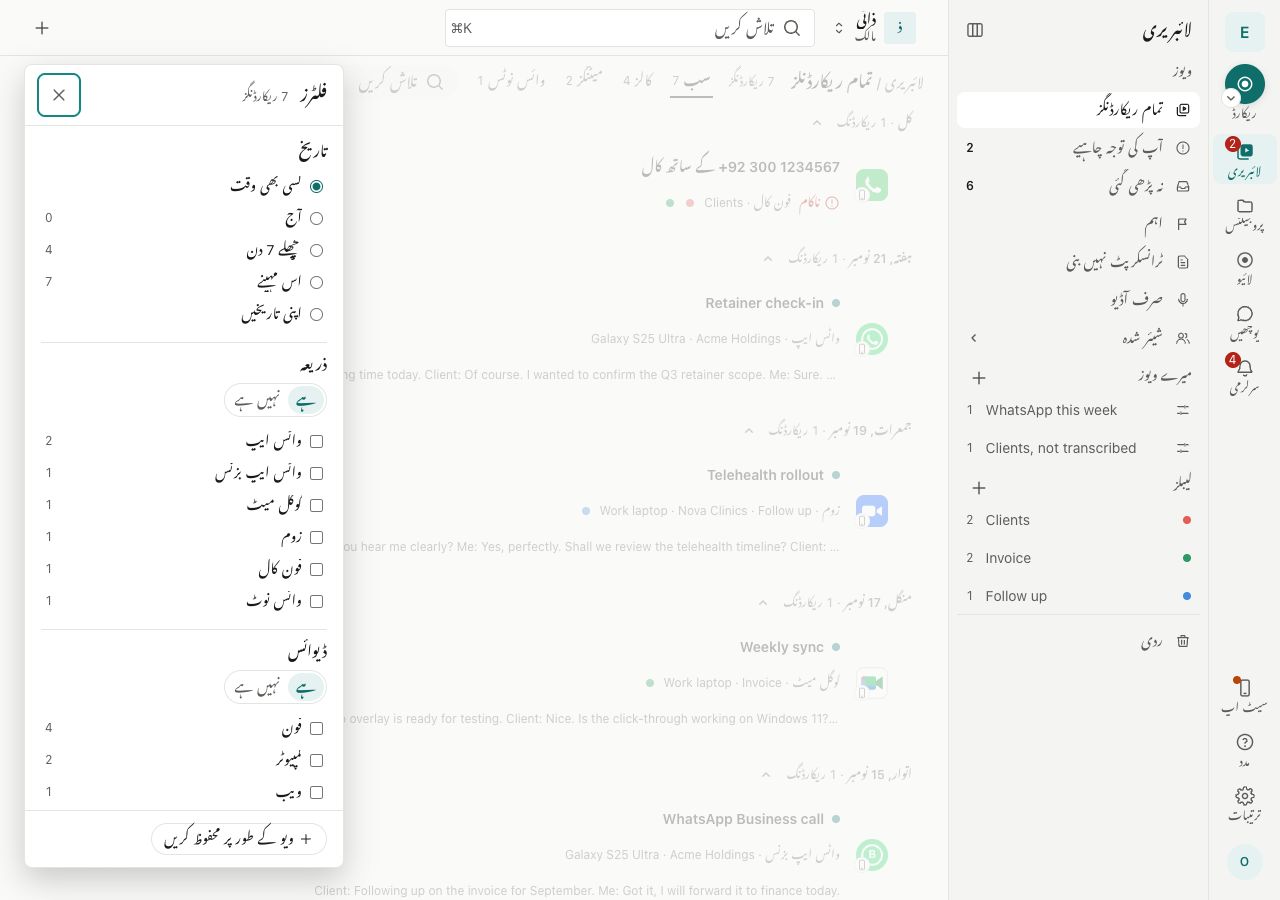 E
ریکارڈ
2
لائبریری
پروجیکٹس
لائیو
پوچھیں
4
سرگرمی
سیٹ اپ
مدد
ترتیبات
O
لائبریری
ویوز
تمام ریکارڈنگز
آپ کی توجہ چاہیے 2
نہ پڑھی گئی 6
اہم
ٹرانسکرپٹ نہیں بنی
صرف آڈیو
شیئر شدہ
میرے ویوز
WhatsApp this week 1
Clients, not transcribed 1
لیبلز
Clients 2
Invoice 2
Follow up 1
ردی
ذ
ذاتی
مالک
تلاش کریں ⌘K
لائبریری / تمام ریکارڈنگز 7 ریکارڈنگز
سب 7 کالز 4 میٹنگز 2 وائس نوٹس 1
تلاش کریں
کل · 1 ریکارڈنگ
+92 300 1234567 کے ساتھ کال
ناکام فون کال · Clients
ہفتہ, 21 نومبر · 1 ریکارڈنگ
Retainer check-in
واٹس ایپ · Galaxy S25 Ultra · Acme Holdings
ng time today. Client: Of course. I wanted to confirm the Q3 retainer scope. Me: Sure. ...
جمعرات, 19 نومبر · 1 ریکارڈنگ
Telehealth rollout
زوم · Work laptop · Nova Clinics · Follow up
ou hear me clearly? Me: Yes, perfectly. Shall we review the telehealth timeline? Client: ...
منگل, 17 نومبر · 1 ریکارڈنگ
Weekly sync
گوگل میٹ · Work laptop · Invoice
overlay is ready for testing. Client: Nice. Is the click-through working on Windows 11?...
اتوار, 15 نومبر · 1 ریکارڈنگ
WhatsApp Business call
واٹس ایپ بزنس · Galaxy S25 Ultra · Acme Holdings
Client: Following up on the invoice for September. Me: Got it, I will forward it to finance today.
فلٹرز 7 ریکارڈنگز
تاریخ
کسی بھی وقت
آج 0
پچھلے 7 دن 4
اس مہینے 7
اپنی تاریخیں
ذریعہ
ہے نہیں ہے
واٹس ایپ 2
واٹس ایپ بزنس 1
گوگل میٹ 1
زوم 1
فون کال 1
وائس نوٹ 1
ڈیوائس
ہے نہیں ہے
فون 4
کمپیوٹر 2
ویب 1
ویو کے طور پر محفوظ کریں